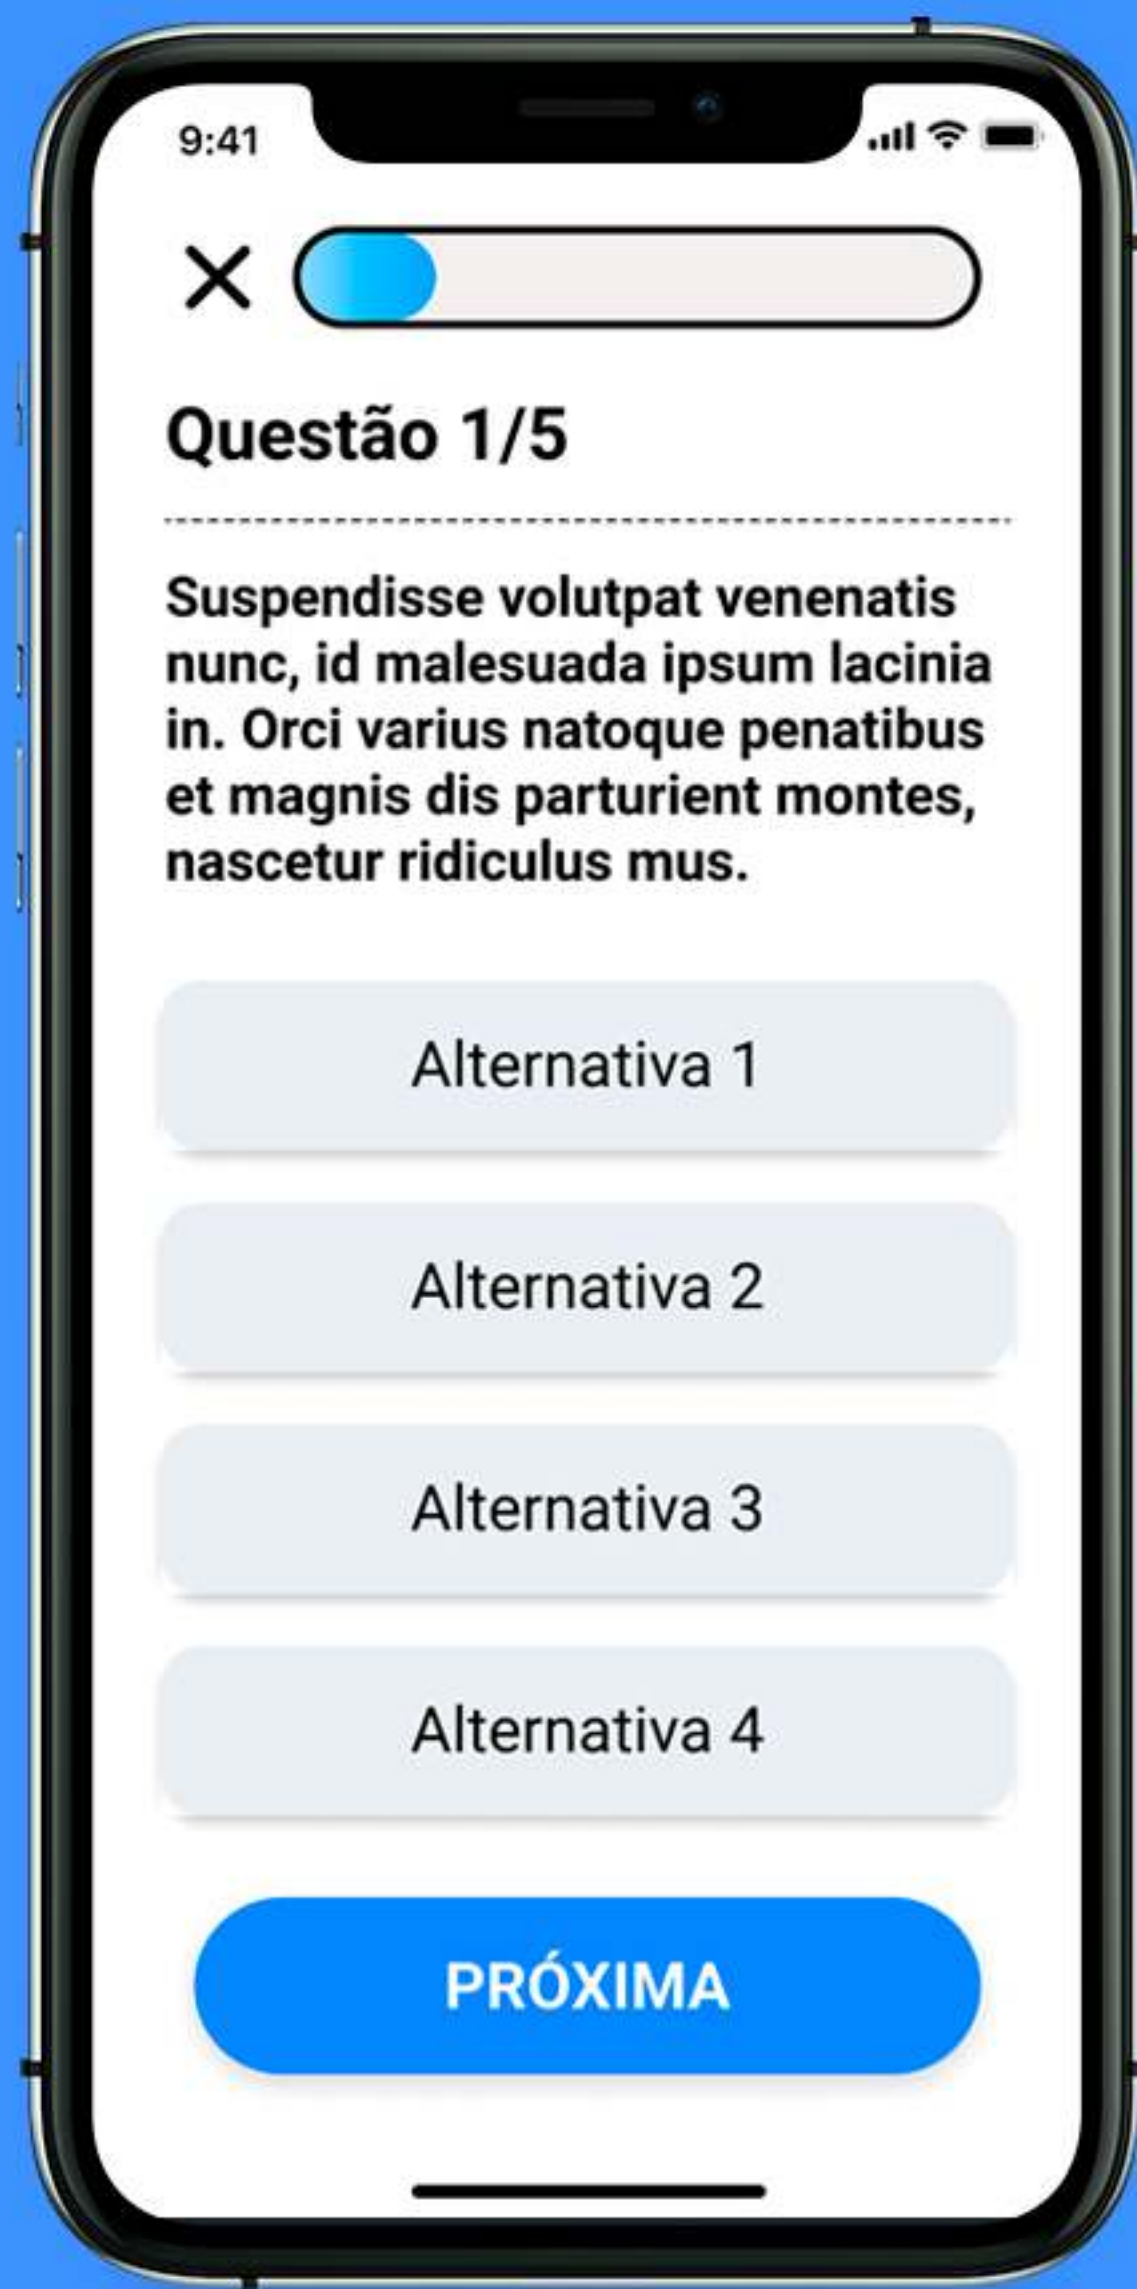 9:41
Questão 1/5
Suspendisse volutpat venenatis
nunc, id malesuada ipsum lacinia
in. Orci varius natoque penatibus
et magnis dis parturient montes,
nascetur ridiculus mus.
Alternativa 1
Alternativa 2
Alternativa 3
Alternativa 4
PRÓXIMA